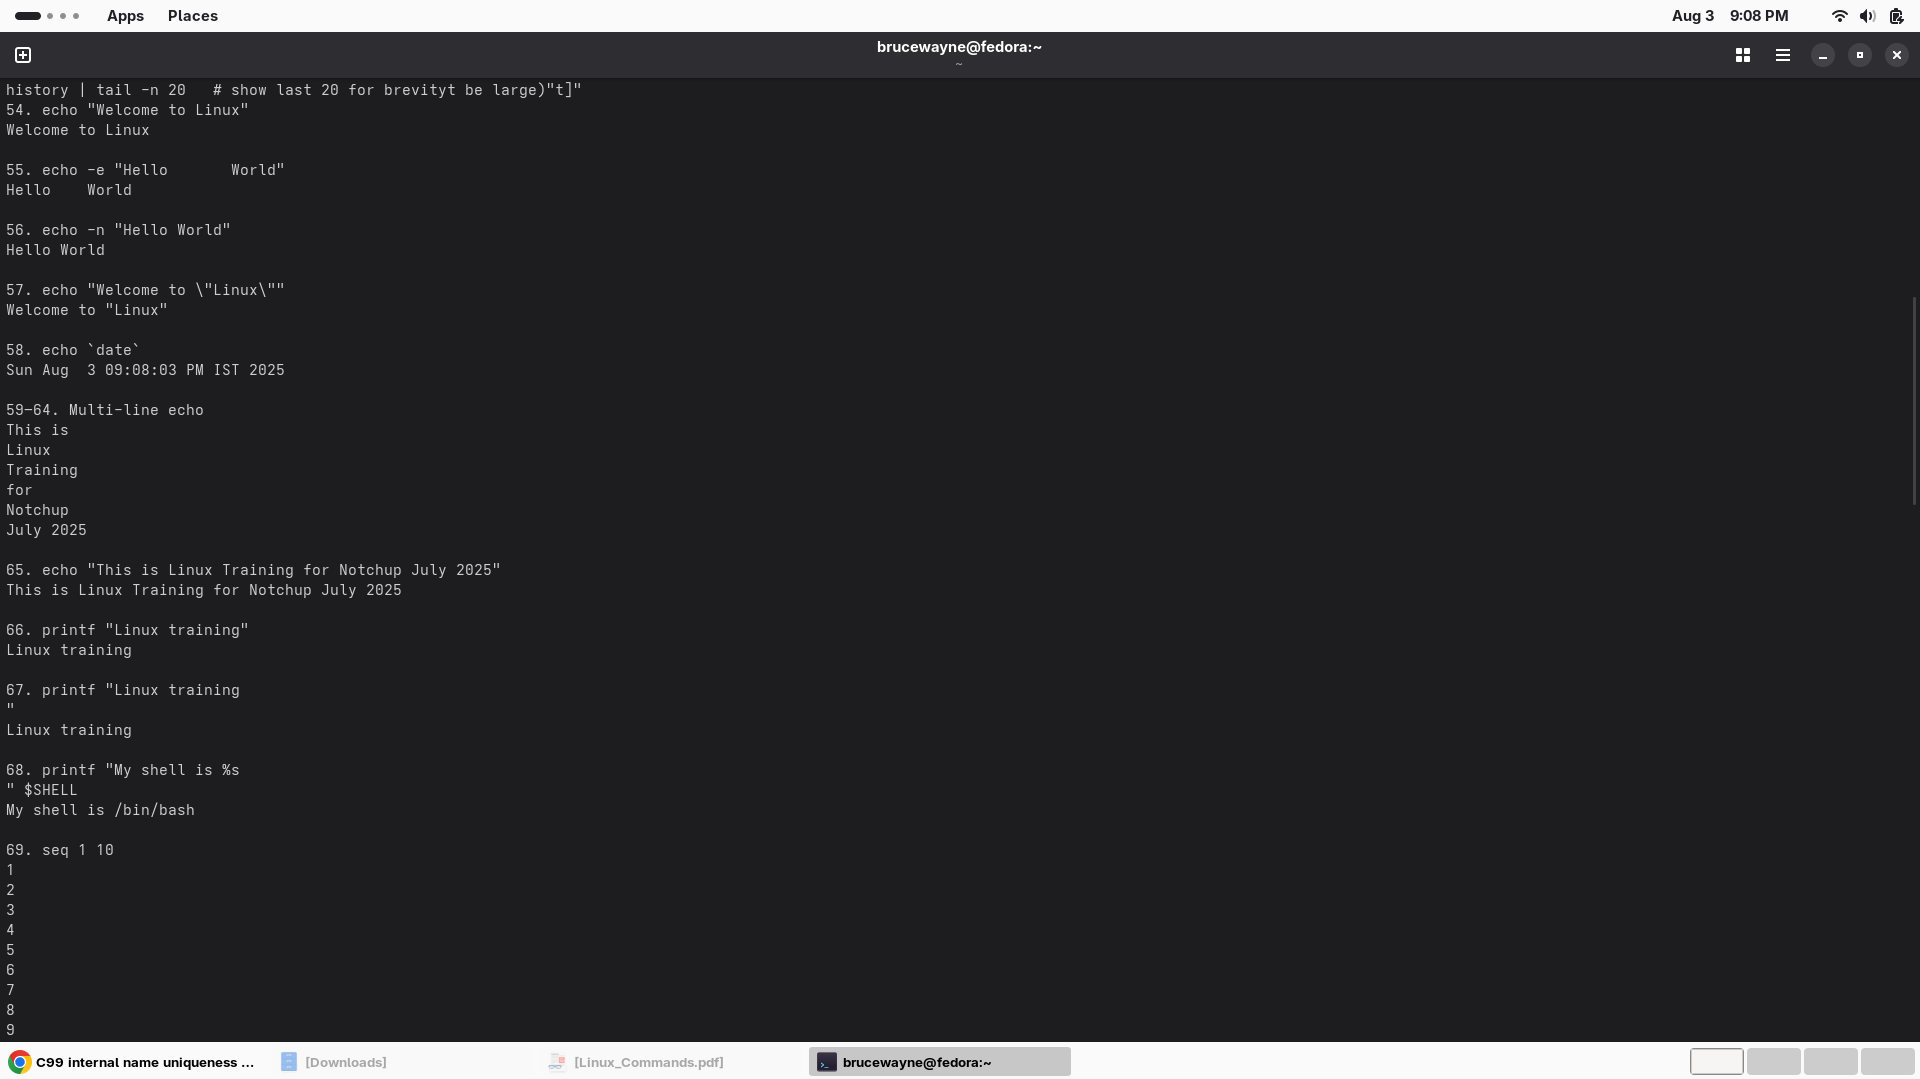 Apps Places Aug 3 9:08 PM
brucewayne@fedora:~
~
history | tail -n 20   # show last 20 for brevityt be large)"t]"
54. echo "Welcome to Linux"
Welcome to Linux
55. echo -e "Hello       World"
Hello    World
56. echo -n "Hello World"
Hello World
57. echo "Welcome to \"Linux\""
Welcome to "Linux"
58. echo `date`
Sun Aug  3 09:08:03 PM IST 2025
59-64. Multi-line echo
This is
Linux
Training
for
Notchup
July 2025
65. echo "This is Linux Training for Notchup July 2025"
This is Linux Training for Notchup July 2025
66. printf "Linux training"
Linux training
67. printf "Linux training
"
Linux training
68. printf "My shell is %s
" $SHELL
My shell is /bin/bash
69. seq 1 10
1
2
3
4
5
6
7
8
9
C99 internal name uniqueness ... [Downloads] [Linux_Commands.pdf] brucewayne@fedora:~